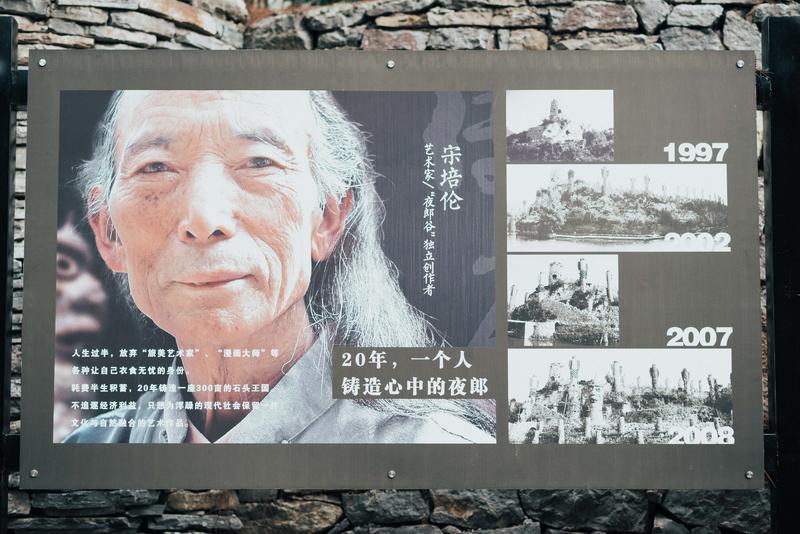 宋培伦
艺术家/“夜郎谷”独立创作者
人生过半，放弃“旅美艺术家”、“漫画大师”等
各种让自己衣食无忧的身份。
耗费半生积蓄，20年铸造一座300亩的石头王国。
不追逐经济利益，只想为浮躁的现代社会保留一份
文化与自然融合的艺术作品。
20年，一个人
铸造心中的夜郎
1997
2002
2007
2008